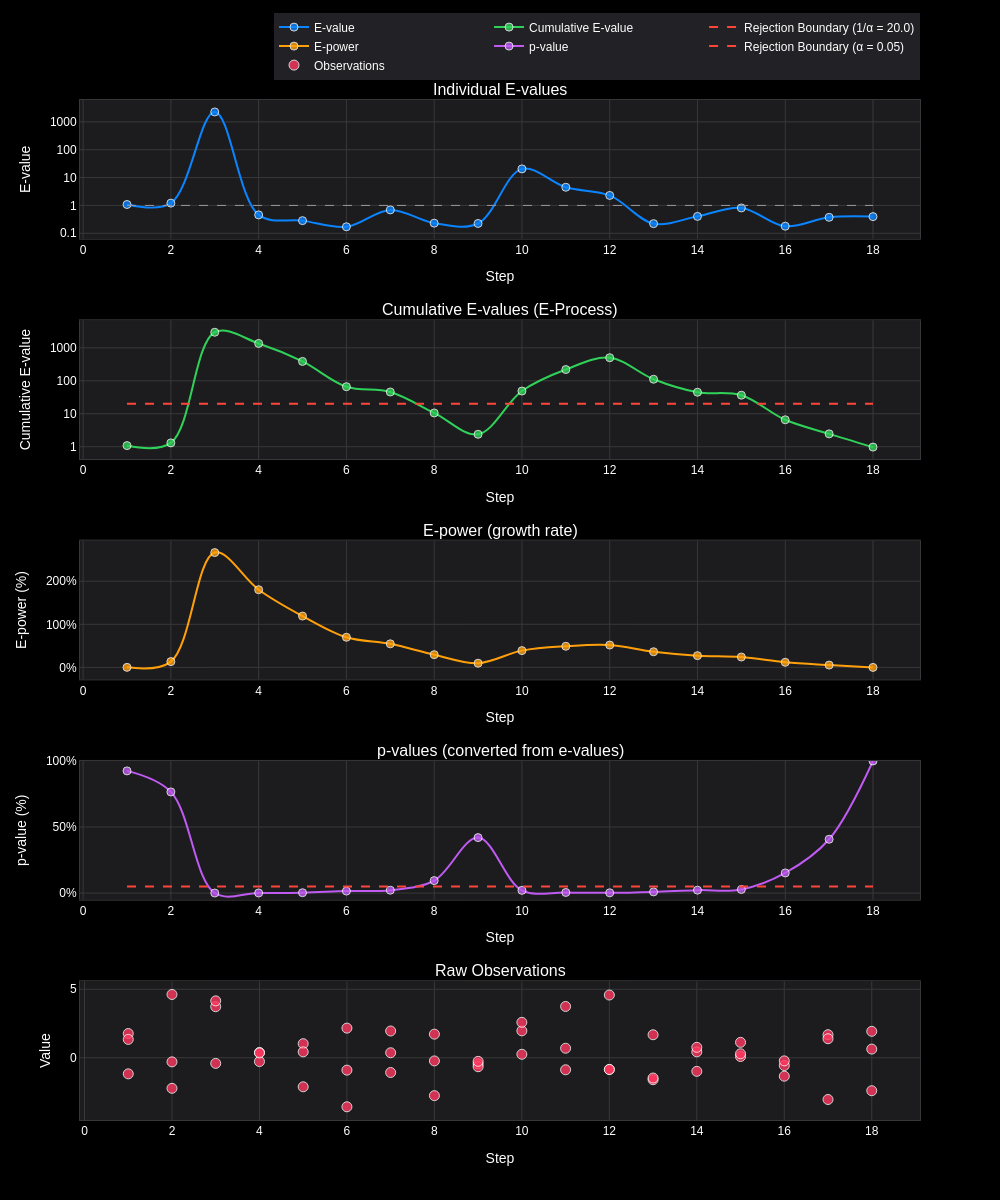 E-value
Cumulative E-value
Rejection Boundary (1/α = 20.0)
E-power
p-value
Rejection Boundary (α = 0.05)
Observations
Individual E-values
E-value
1000
100
10
1
0.1
0 2 4 6 8 10 12 14 16 18
Step
Cumulative E-values (E-Process)
Cumulative E-value
1000
100
10
1
0 2 4 6 8 10 12 14 16 18
Step
E-power (growth rate)
E-power (%)
200%
100%
0%
0 2 4 6 8 10 12 14 16 18
Step
p-values (converted from e-values)
p-value (%)
100%
50%
0%
0 2 4 6 8 10 12 14 16 18
Step
Raw Observations
Value
5
0
0 2 4 6 8 10 12 14 16 18
Step